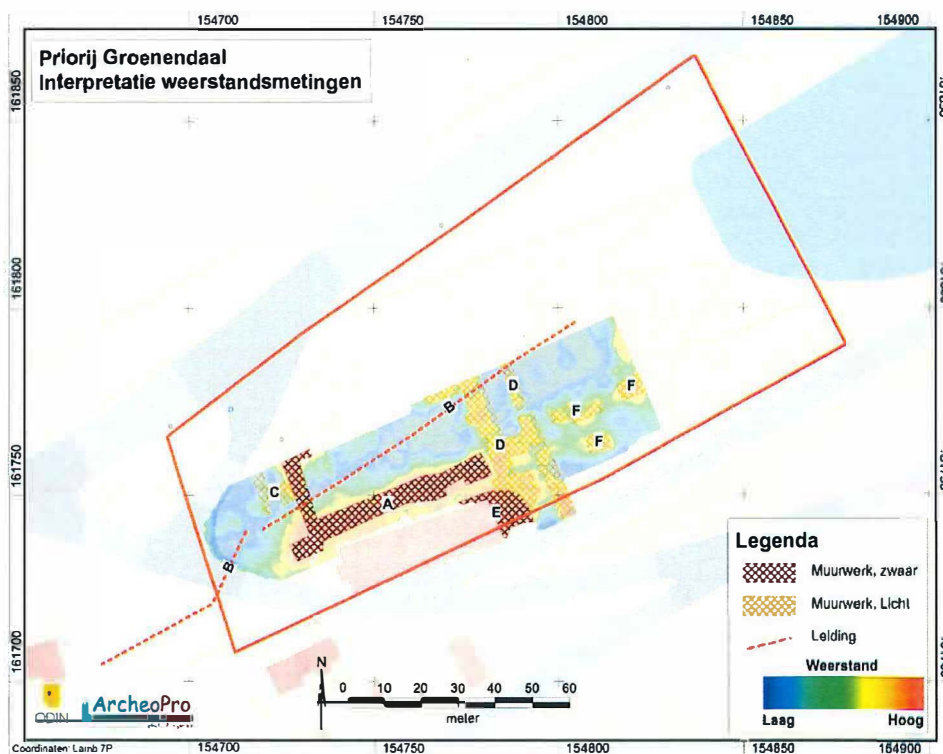 154700 154750 154800 154850 154900
Priorij Groenendaal
Interpretatie weerstandsmetingen
161850
161800
161750
161700
D
B
D
F
F
F
C
A
E
B
Legenda
Muurwerk, zwaar
Muurwerk, Licht
Leiding
Weerstand
Laag Hoog
N
0 10 20 30 40 50 60
meler
ODIN
ArcheoPro
Coordinaten: Lamb 7P
154700 154750 154800 154850 154900